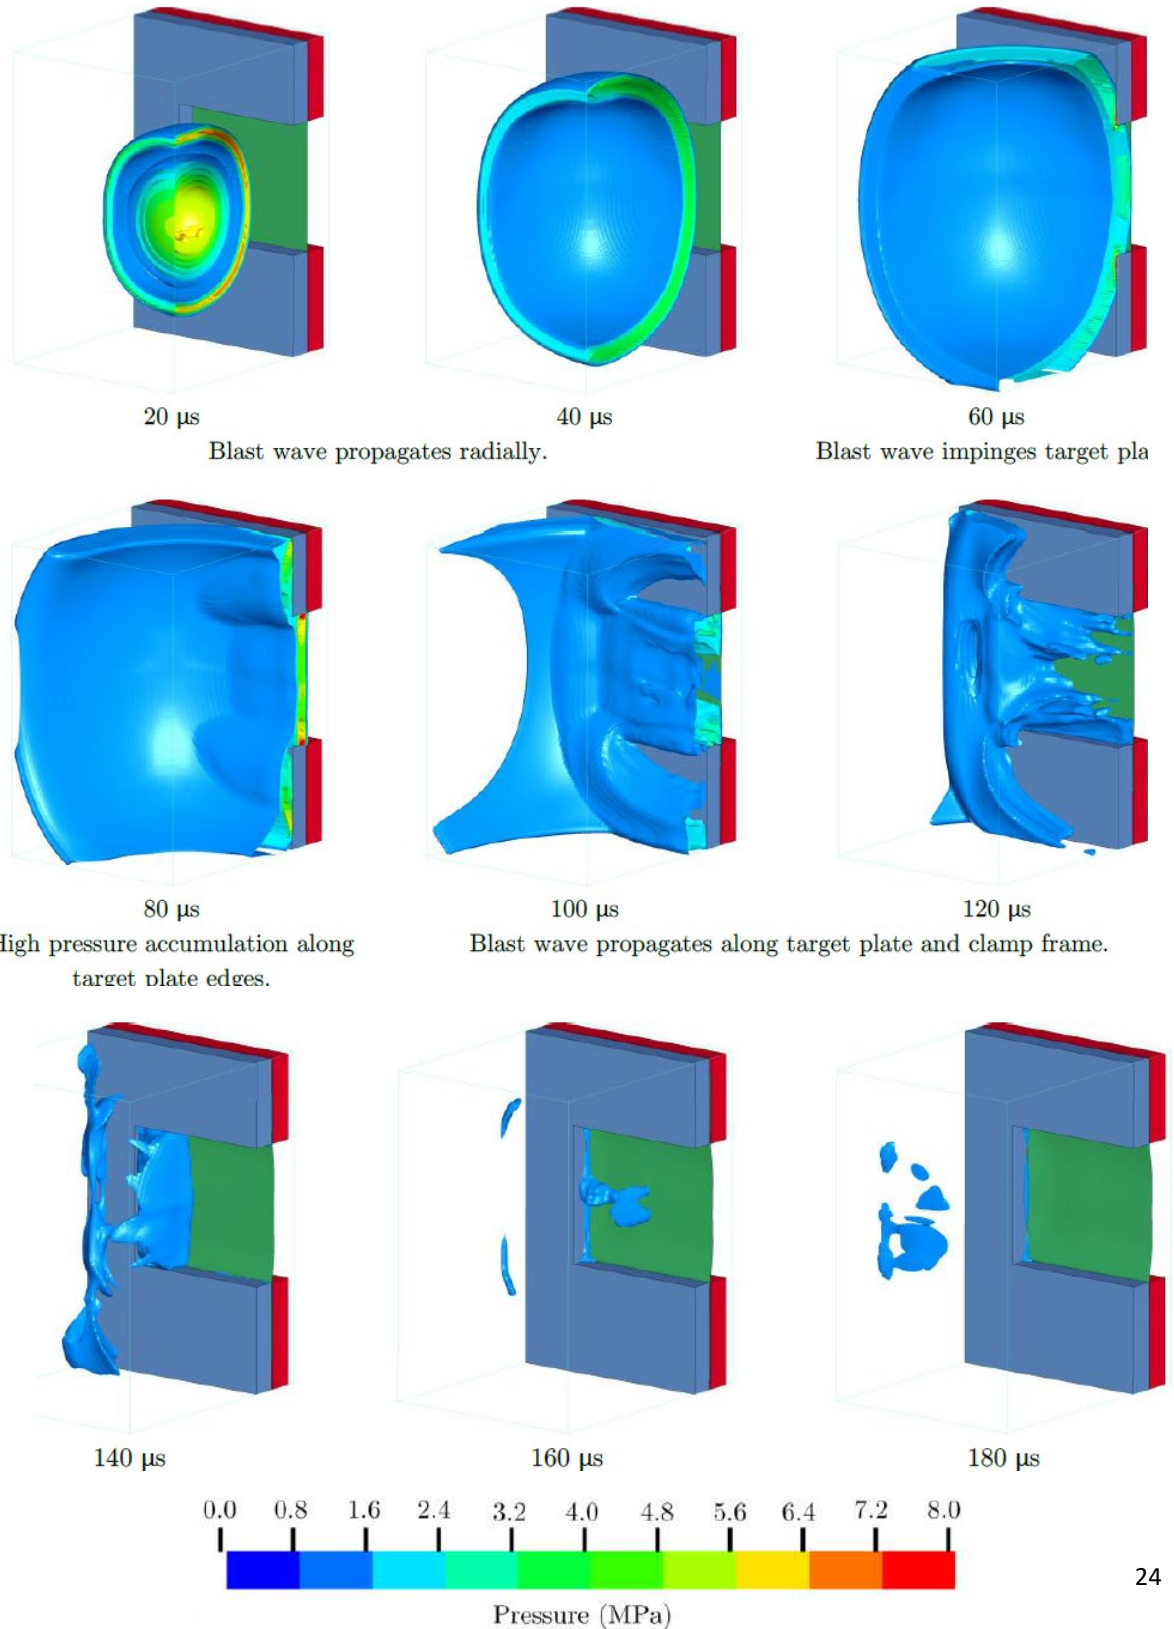 20 μs
40 μs
60 μs
Blast wave propagates radially.
Blast wave impinges target pla
80 μs
100 μs
120 μs
High pressure accumulation along
target plate edges.
Blast wave propagates along target plate and clamp frame.
140 μs
160 μs
180 μs
0.0 0.8 1.6 2.4 3.2 4.0 4.8 5.6 6.4 7.2 8.0
Pressure (MPa)
24